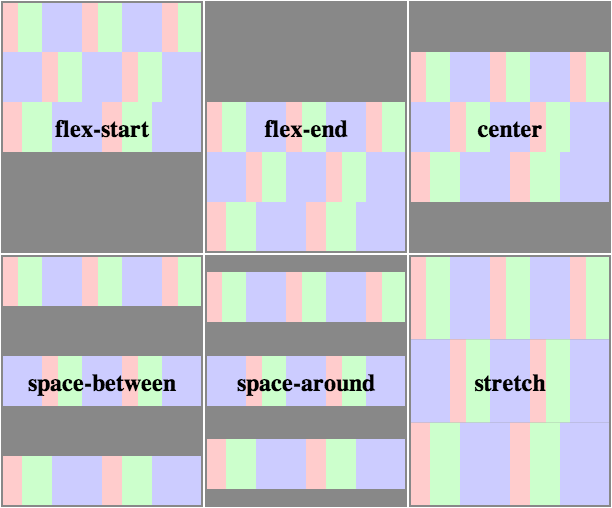 flex-start
flex-end
center
space-between
space-around
stretch